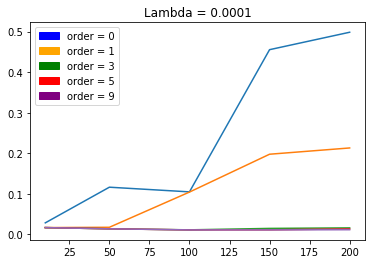 Lambda = 0.0001
0.5
0.4
0.3
0.2
0.1
0.0
order = 0
order = 1
order = 3
order = 5
order = 9
25 50 75 100 125 150 175 200